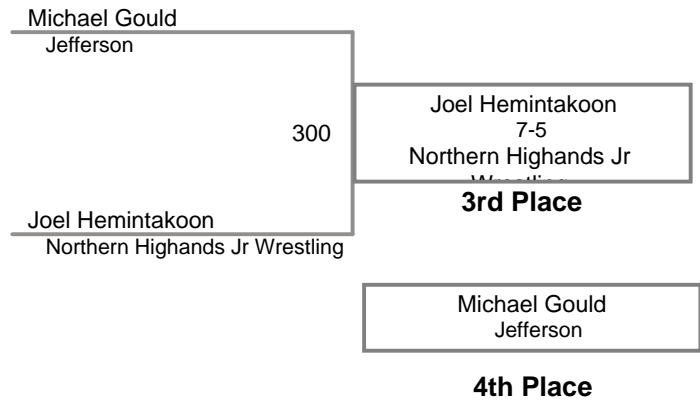 Michael Gould
Jefferson
300
Joel Hemintakoon
7-5
Northern Highands Jr
Wrestling
3rd Place
Joel Hemintakoon
Northern Highands Jr Wrestling
Michael Gould
Jefferson
4th Place